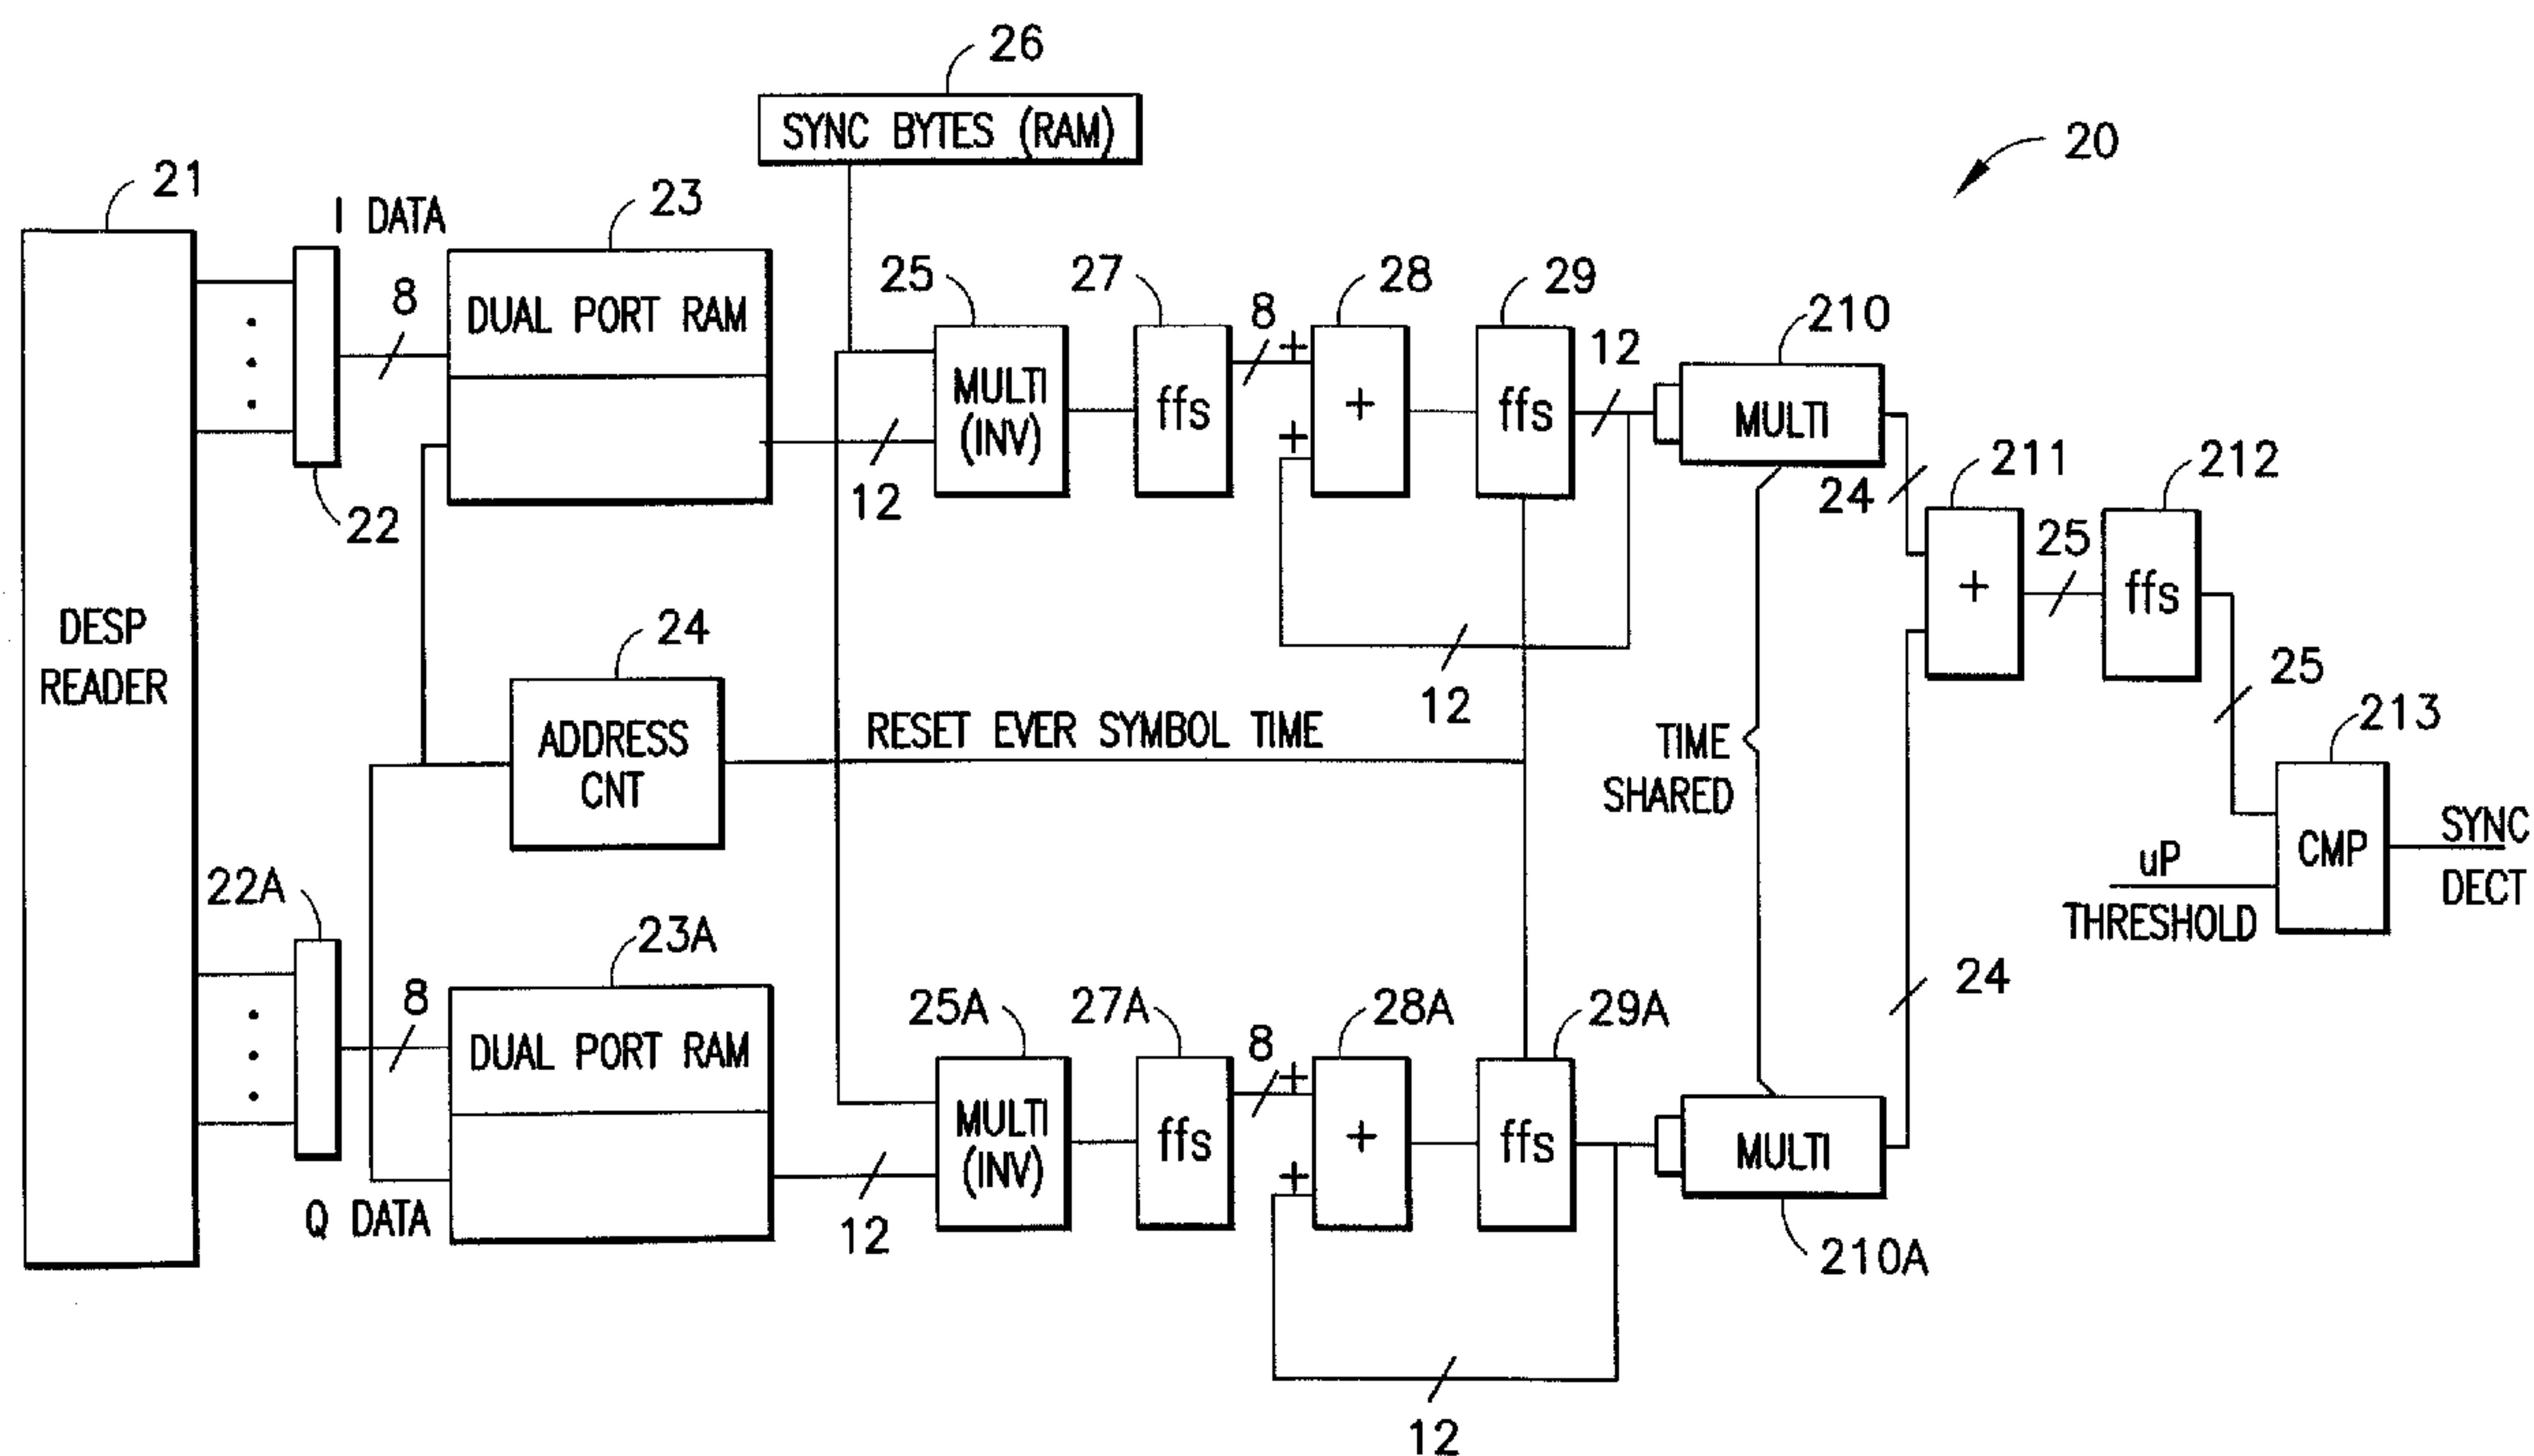 26
SYNC BYTES (RAM)
20
21
I DATA
23
8
DUAL PORT RAM
22
25
27
28
29
210
8
+
12
MULTI
(INV)
ffs
+
ffs
MULTI
+
12
24
211
212
25
+
ffs
12
25
DESP
READER
24
ADDRESS
CNT
RESET EVER SYMBOL TIME
TIME
SHARED
213
CMP
SYNC
DECT
uP
THRESHOLD
22A
23A
8
DUAL PORT RAM
Q DATA
25A
27A
28A
29A
24
8
+
MULTI
(INV)
ffs
+
ffs
MULTI
+
12
210A
12